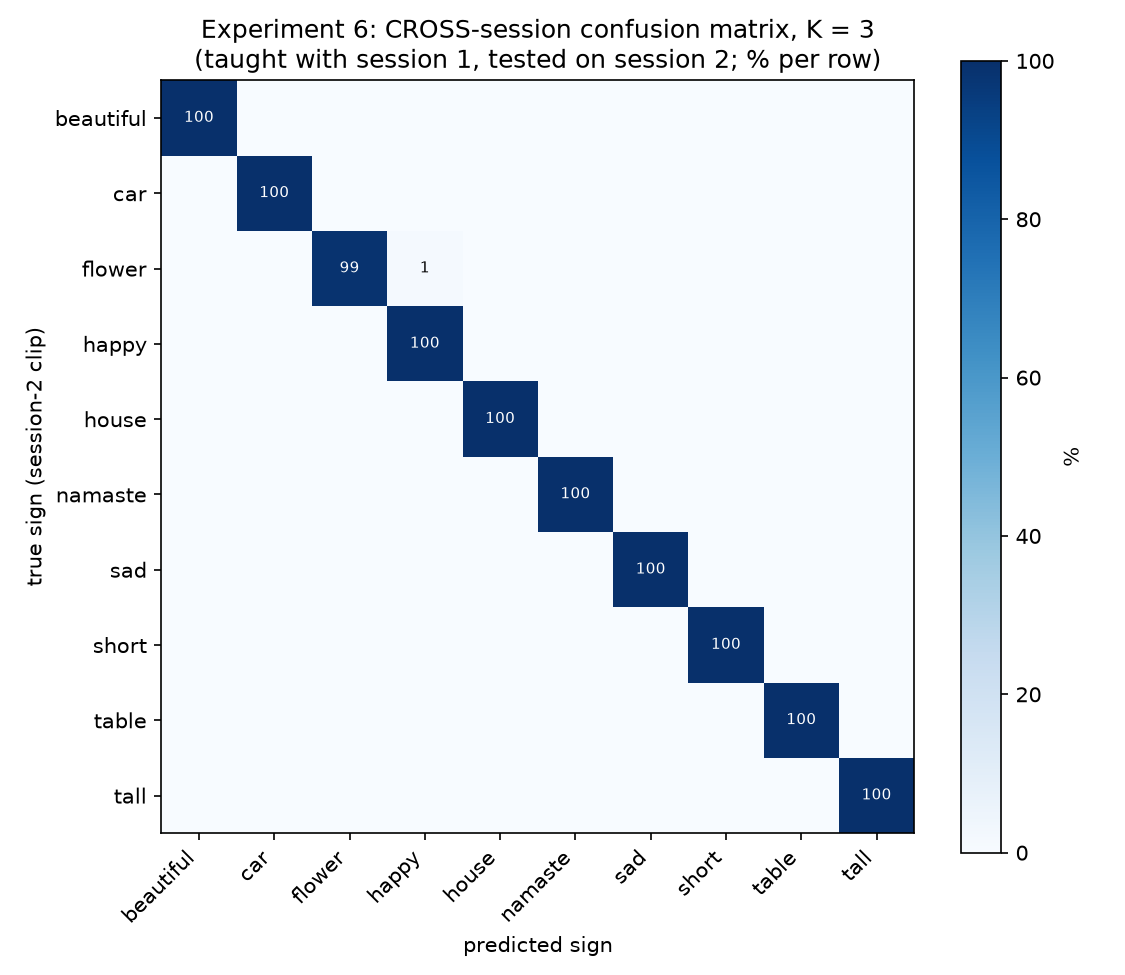 Experiment 6: CROSS-session confusion matrix, K = 3
(taught with session 1, tested on session 2; % per row)
true sign (session-2 clip)
beautiful 100
car 100
flower 99 1
happy 100
house 100
namaste 100
sad 100
short 100
table 100
tall 100
beautiful car flower happy house namaste sad short table tall
predicted sign
100
80
60
40
20
0
%